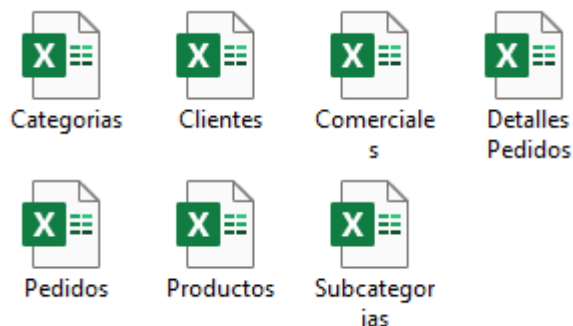 Categorias
Clientes
Comerciale
s
Detalles
Pedidos
Pedidos
Productos
Subcategor
ias